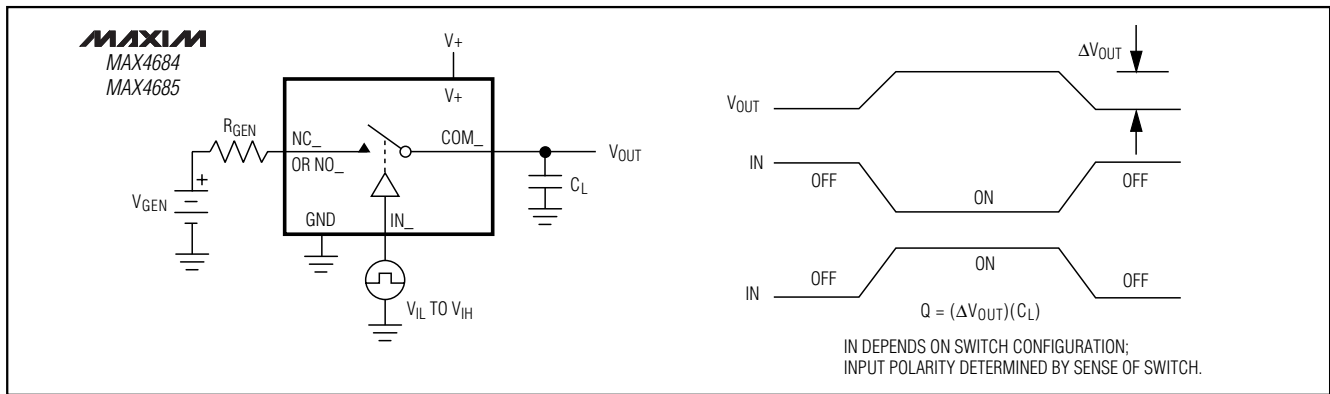 MAXIM
MAX4684
MAX4685
V+
V+
RGEN
NC_
OR NO_
COM_
VOUT
CL
VGEN
+
GND
IN_
VIL TO VIH
ΔVOUT
VOUT
IN
OFF
ON
OFF
IN
OFF
ON
OFF
Q = (ΔVOUT)(CL)
IN DEPENDS ON SWITCH CONFIGURATION;
INPUT POLARITY DETERMINED BY SENSE OF SWITCH.